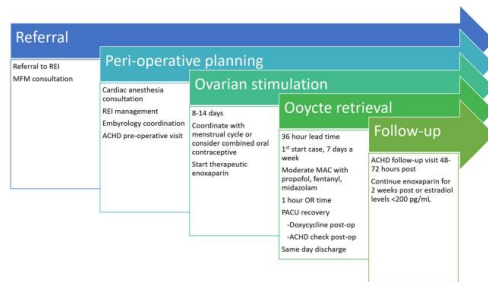 Referral
Referral to REI
MFM consultation
Peri-operative planning
Cardiac anesthesia
consultation
REI management
Embyrology coordination
ACHD pre-operative visit
Ovarian stimulation
8-14 days
Coordinate with
menstrual cycle or
consider combined oral
contraceptive
Start therapeutic
enoxaparin
Ooycte retrieval
36 hour lead time
1st start case, 7 days a
week
Moderate MAC with
propofol, fentanyl,
midazolam
1 hour OR time
PACU recovery
-Doxycycline post-op
-ACHD check post-op
Same day discharge
Follow-up
ACHD follow-up visit 48-
72 hours post
Continue enoxaparin for
2 weeks post or estradiol
levels <200 pg/mL